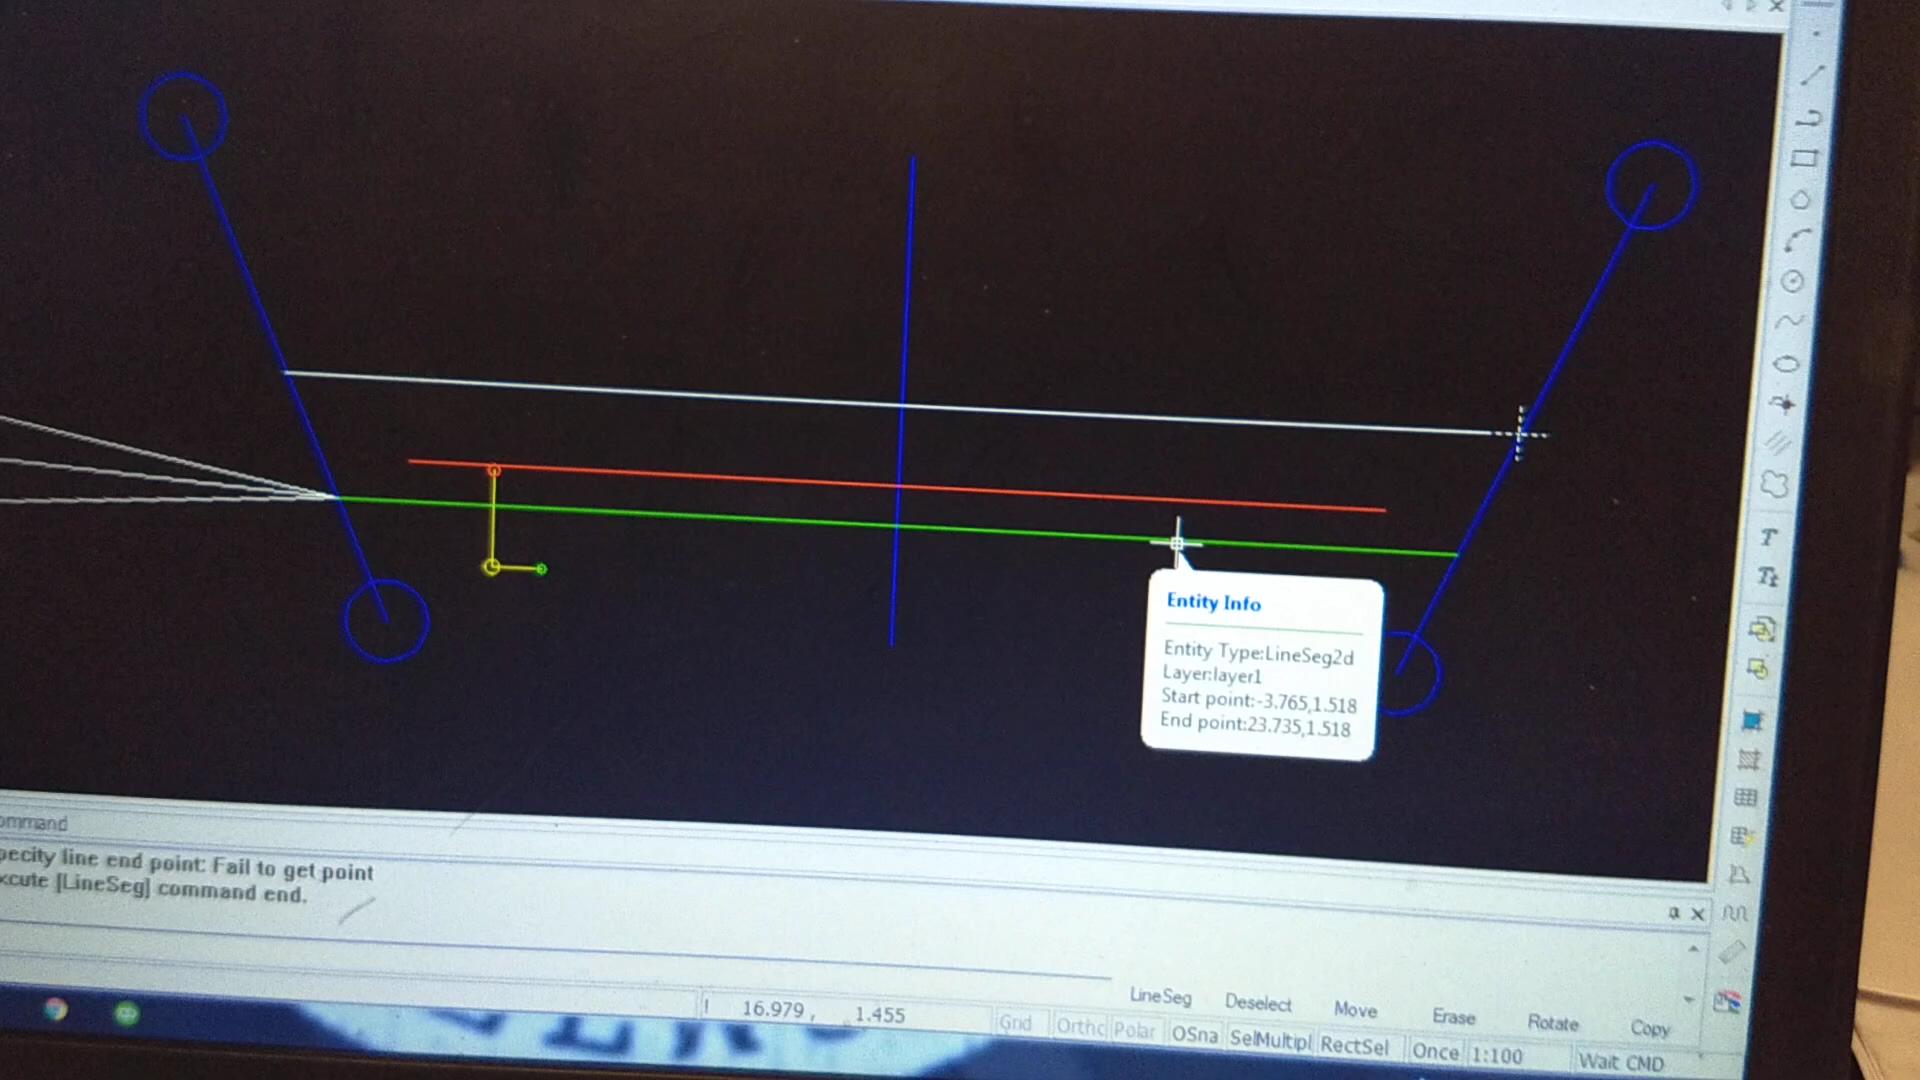 Entity Info
Entity Type:LineSeg2d
Layer:layer1
Start point:-3.765,1.518
End point:23.735,1.518
ommand
pecify line end point: Fail to get point
xcute [LineSeg] command end.
LineSeg Deselect Move Erase Rotate Copy
16.979 , 1.455 Grid Orthc Polar OSna SelMultipl RectSel Once 1:100 Wait CMD